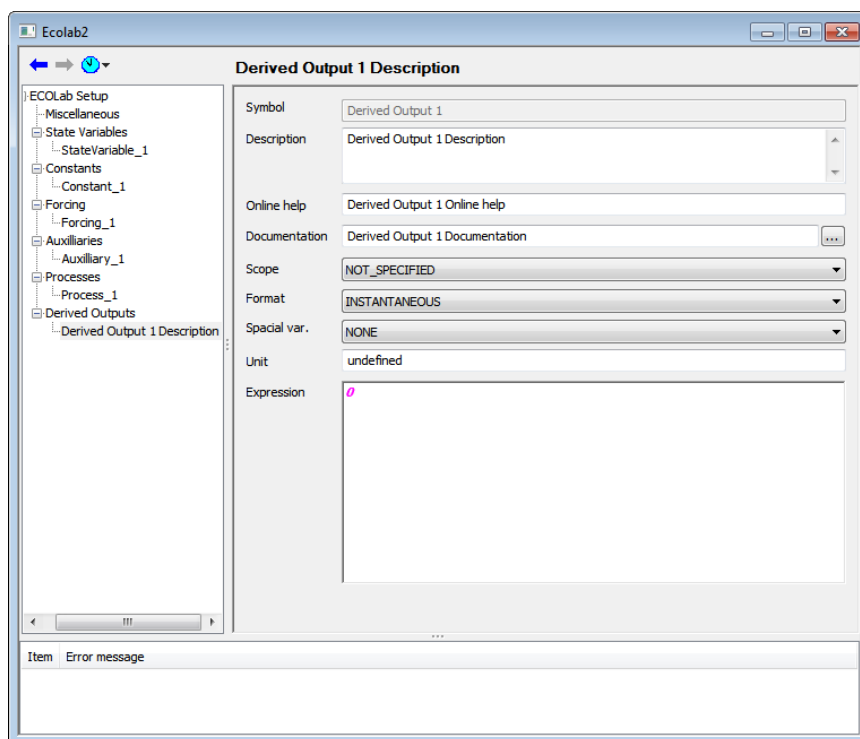 Ecolab2
Derived Output 1 Description
ECOLab Setup
Miscellaneous
State Variables
StateVariable_1
Constants
Constant_1
Forcing
Forcing_1
Auxilliaries
Auxilliary_1
Processes
Process_1
Derived Outputs
Derived Output 1 Description
Symbol Derived Output 1
Description Derived Output 1 Description
Online help Derived Output 1 Online help
Documentation Derived Output 1 Documentation ...
Scope NOT_SPECIFIED
Format INSTANTANEOUS
Spacial var. NONE
Unit undefined
Expression 0
Item Error message